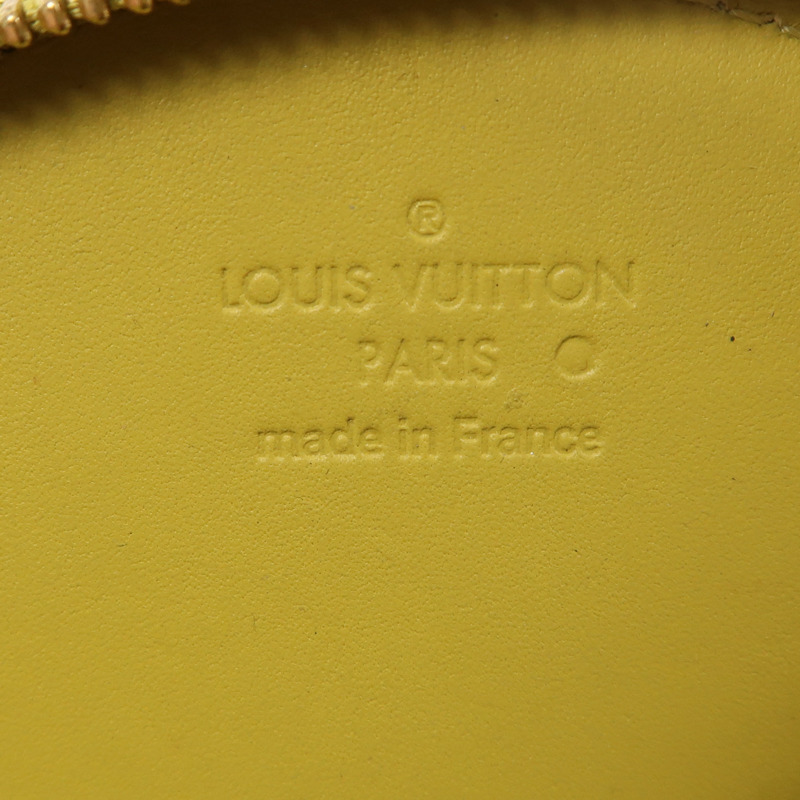 ®
LOUIS VUITTON
PARIS G
made in France